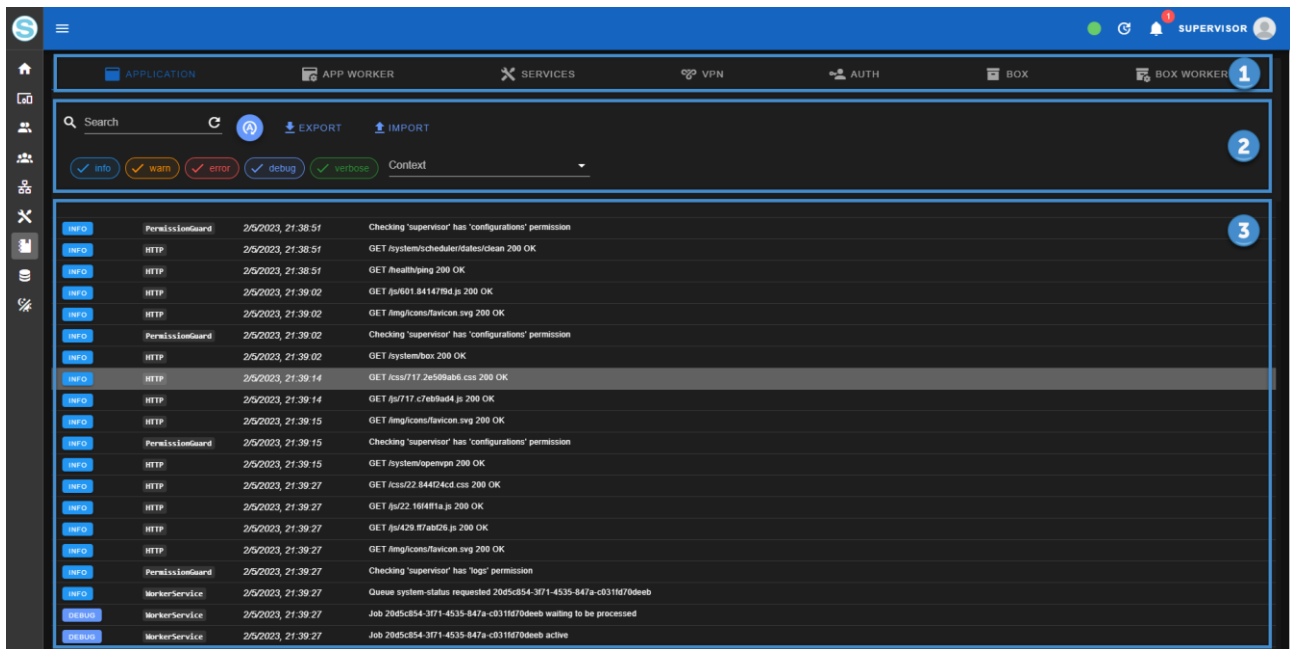 S
1
SUPERVISOR
APPLICATION APP WORKER SERVICES VPN AUTH BOX BOX WORKER 1
Search A EXPORT IMPORT
2
info warn error debug verbose Context
3
INFO PermissionGuard 2/5/2023, 21:38:51 Checking 'supervisor' has 'configurations' permission
INFO HTTP 2/5/2023, 21:38:51 GET /system/scheduler/dates/clean 200 OK
INFO HTTP 2/5/2023, 21:38:51 GET /health/ping 200 OK
INFO HTTP 2/5/2023, 21:39:02 GET /js/601.84147f9d.js 200 OK
INFO HTTP 2/5/2023, 21:39:02 GET /img/icons/favicon.svg 200 OK
INFO PermissionGuard 2/5/2023, 21:39:02 Checking 'supervisor' has 'configurations' permission
INFO HTTP 2/5/2023, 21:39:02 GET /system/box 200 OK
INFO HTTP 2/5/2023, 21:39:14 GET /css/717.2e509ab6.css 200 OK
INFO HTTP 2/5/2023, 21:39:14 GET /js/717.c7eb9ad4.js 200 OK
INFO HTTP 2/5/2023, 21:39:15 GET /img/icons/favicon.svg 200 OK
INFO PermissionGuard 2/5/2023, 21:39:15 Checking 'supervisor' has 'configurations' permission
INFO HTTP 2/5/2023, 21:39:15 GET /system/openvpn 200 OK
INFO HTTP 2/5/2023, 21:39:27 GET /css/22.844f24cd.css 200 OK
INFO HTTP 2/5/2023, 21:39:27 GET /js/22.16f4ff1a.js 200 OK
INFO HTTP 2/5/2023, 21:39:27 GET /js/429.ff7abf26.js 200 OK
INFO HTTP 2/5/2023, 21:39:27 GET /img/icons/favicon.svg 200 OK
INFO PermissionGuard 2/5/2023, 21:39:27 Checking 'supervisor' has 'logs' permission
INFO WorkerService 2/5/2023, 21:39:27 Queue system-status requested 20d5c854-3f71-4535-847a-c031fd70deeb
DEBUG WorkerService 2/5/2023, 21:39:27 Job 20d5c854-3f71-4535-847a-c031fd70deeb waiting to be processed
DEBUG WorkerService 2/5/2023, 21:39:27 Job 20d5c854-3f71-4535-847a-c031fd70deeb active